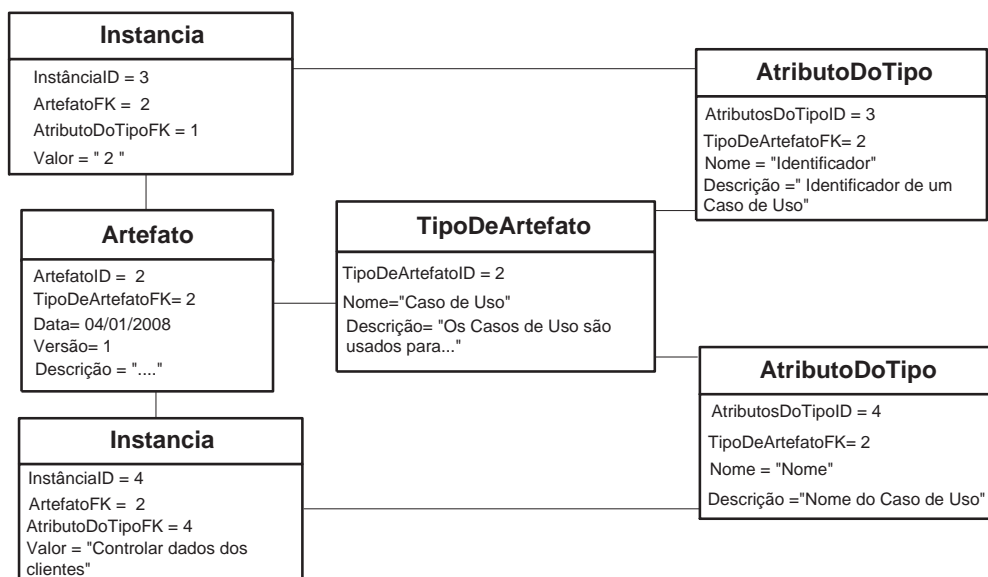 Instancia
InstânciaID = 3
ArtefatoFK = 2
AtributoDoTipoFK = 1
Valor = " 2 "
AtributoDoTipo
AtributosDoTipoID = 3
TipoDeArtefatoFK= 2
Nome = "Identificador"
Descrição =" Identificador de um
Caso de Uso"
Artefato
ArtefatoID = 2
TipoDeArtefatoFK= 2
Data= 04/01/2008
Versão= 1
Descrição = "...."
TipoDeArtefato
TipoDeArtefatoID = 2
Nome="Caso de Uso"
Descrição= "Os Casos de Uso são
usados para..."
AtributoDoTipo
AtributosDoTipoID = 4
TipoDeArtefatoFK= 2
Nome = "Nome"
Descrição ="Nome do Caso de Uso"
Instancia
InstânciaID = 4
ArtefatoFK = 2
AtributoDoTipoFK = 4
Valor = "Controlar dados dos
clientes"